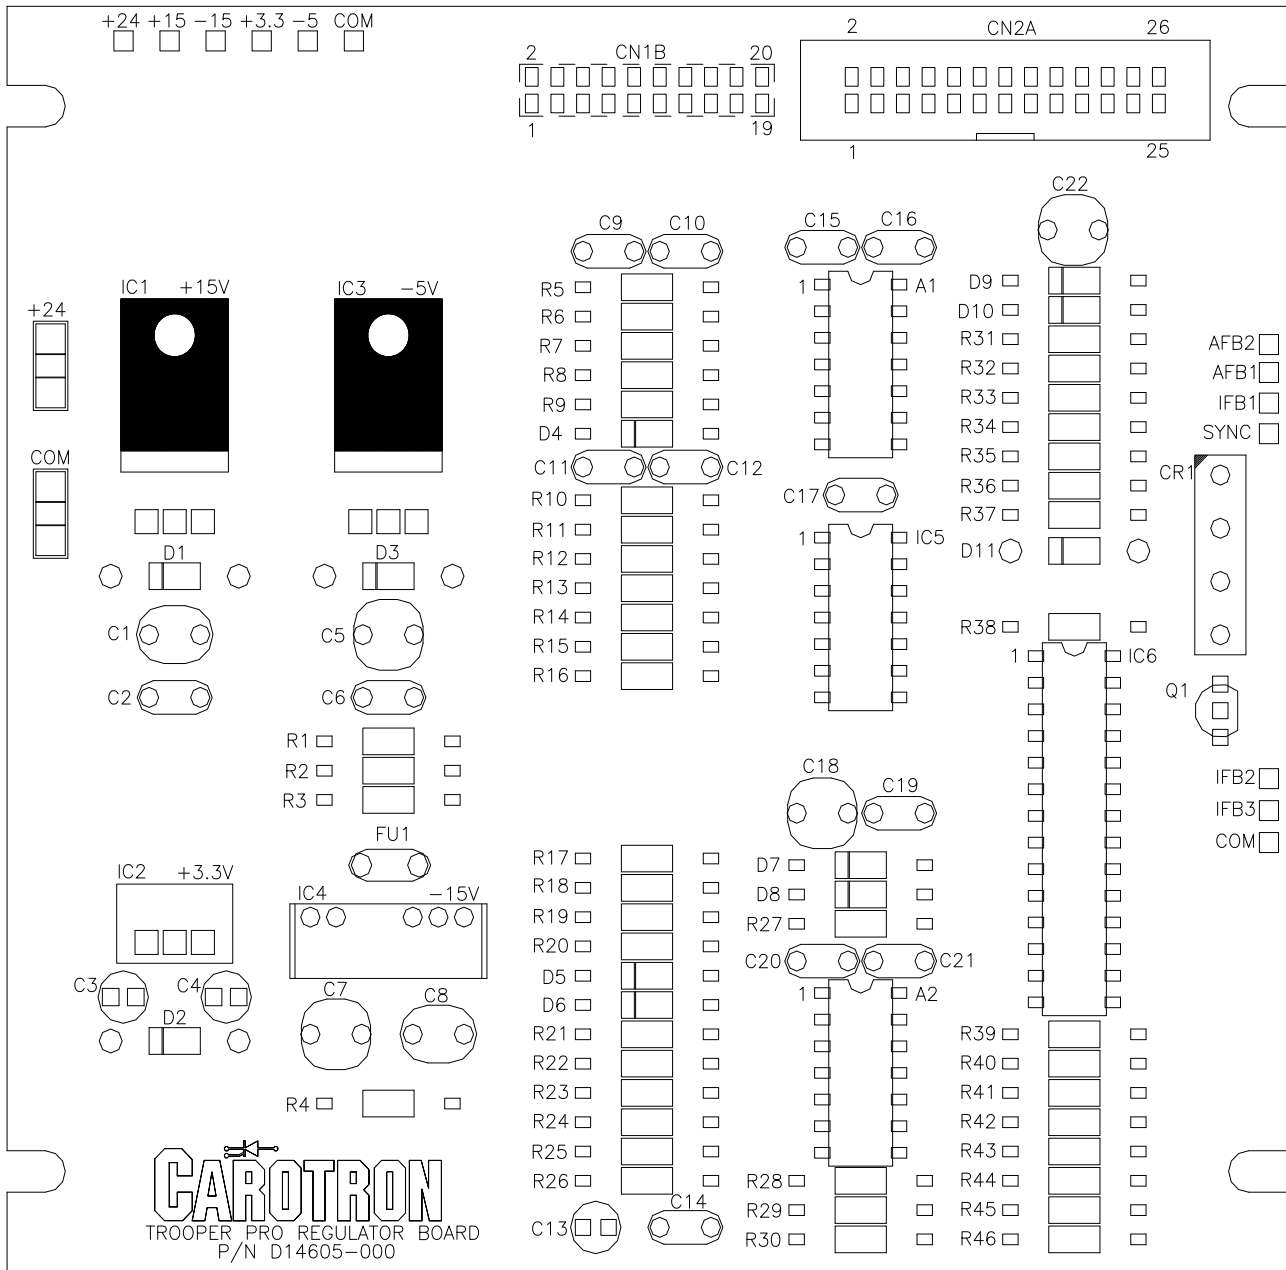 +24 +15 −15 +3.3 −5 COM
2 CN1B 20
1 19
2 CN2A 26
1 25
C22
C9 C10
C15 C16
IC1 +15V
IC3 −5V
+24
COM
R5
R6
R7
R8
R9
D4
C11 C12
R10
R11
R12
R13
R14
R15
R16
1 A1
C17
1 IC5
D9
D10
R31
R32
R33
R34
R35
R36
R37
D11
R38
1 IC6
AFB2
AFB1
IFB1
SYNC
CR1
Q1
IFB2
IFB3
COM
D1
D3
C1
C5
C2
C6
R1
R2
R3
FU1
IC2 +3.3V
IC4 −15V
C3 C4
D2
C7 C8
R4
R17
R18
R19
R20
D5
D6
R21
R22
R23
R24
R25
R26
C13
C14
C18 C19
D7
D8
R27
C20 C21
1 A2
R28
R29
R30
R39
R40
R41
R42
R43
R44
R45
R46
CAROTRON
TROOPER PRO REGULATOR BOARD
P/N D14605−000